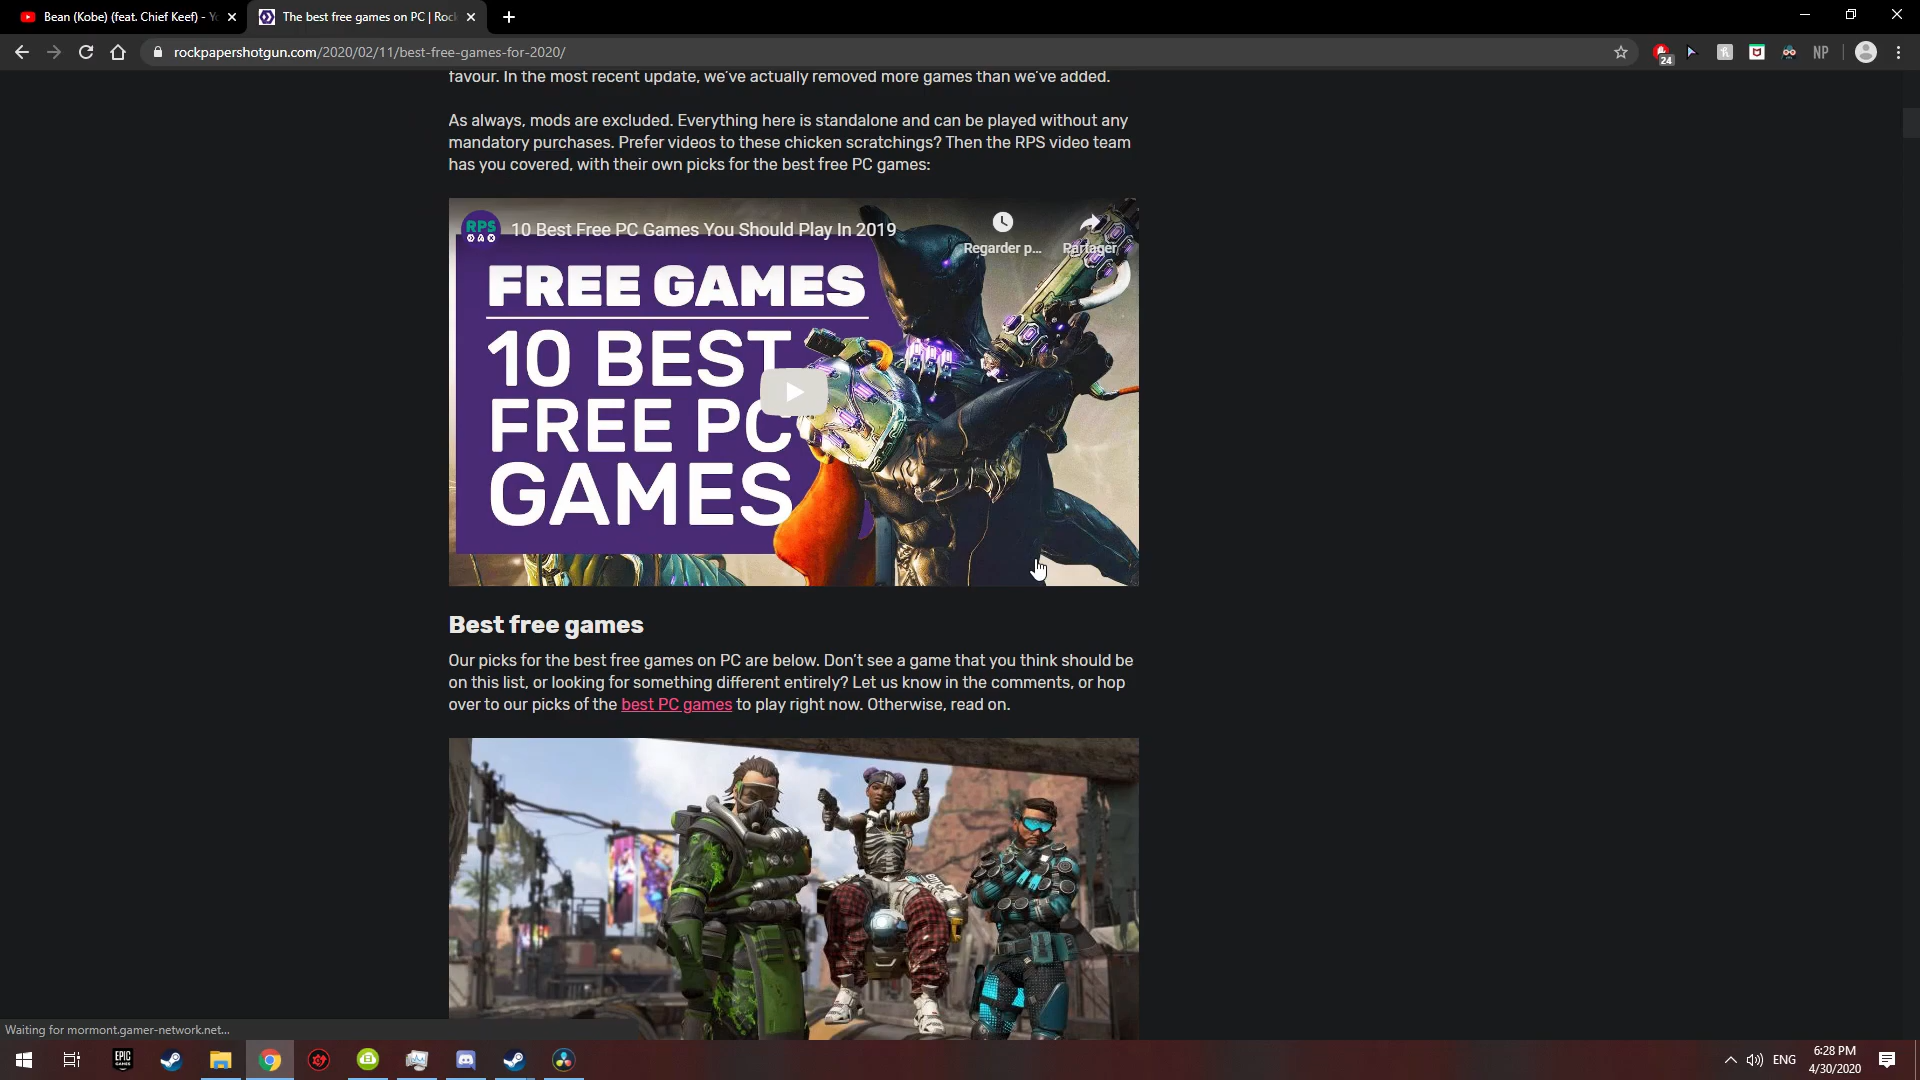 Bean (Kobe) (feat. Chief Keef) - Yo
The best free games on PC | Rock
rockpapershotgun.com/2020/02/11/best-free-games-for-2020/
24
NP
favour. In the most recent update, we've actually removed more games than we've added.
As always, mods are excluded. Everything here is standalone and can be played without any
mandatory purchases. Prefer videos to these chicken scratchings? Then the RPS video team
has you covered, with their own picks for the best free PC games:
RPS
10 Best Free PC Games You Should Play In 2019
Regarder p...
Partager
FREE GAMES
10 BEST
FREE PC
GAMES
Best free games
Our picks for the best free games on PC are below. Don't see a game that you think should be
on this list, or looking for something different entirely? Let us know in the comments, or hop
over to our picks of the best PC games to play right now. Otherwise, read on.
Waiting for mormont.gamer-network.net...
EPIC
GAMES
ENG
6:28 PM
4/30/2020